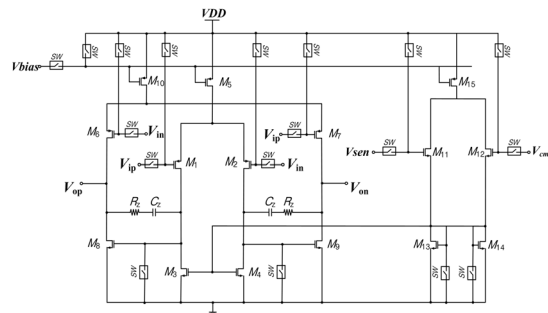 VDD
SW SW SW SW SW SW SW
Vbias SW
M10 M5 M15
M6 SW Vin Vip SW M7
Vip SW M1 M2 SW Vin
Vsen SW M11 M12 SW Vcm
Vop Von
Rz Cz Cz Rz
M8 M9 M13 M14
SW M3 M4 SW SW SW